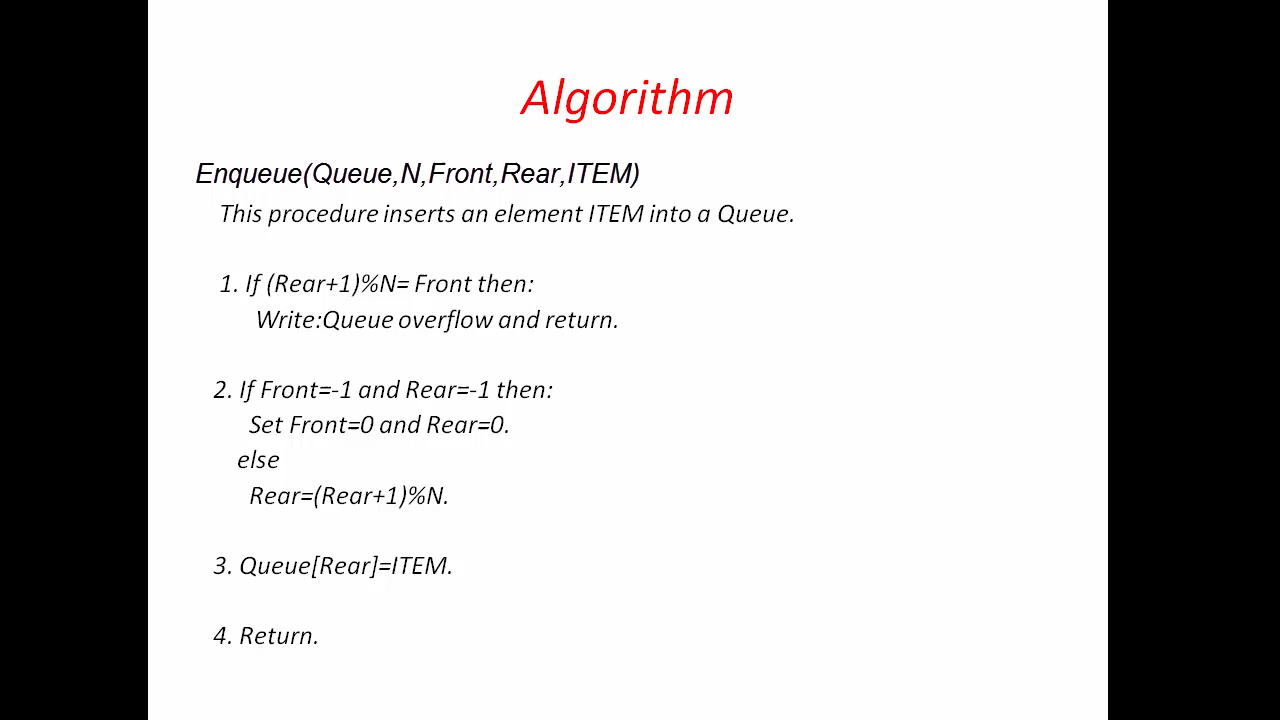 Algorithm
Enqueue(Queue,N,Front,Rear,ITEM)
This procedure inserts an element ITEM into a Queue.
1. If (Rear+1)%N= Front then:
Write:Queue overflow and return.
2. If Front=-1 and Rear=-1 then:
Set Front=0 and Rear=0.
else
Rear=(Rear+1)%N.
3. Queue[Rear]=ITEM.
4. Return.